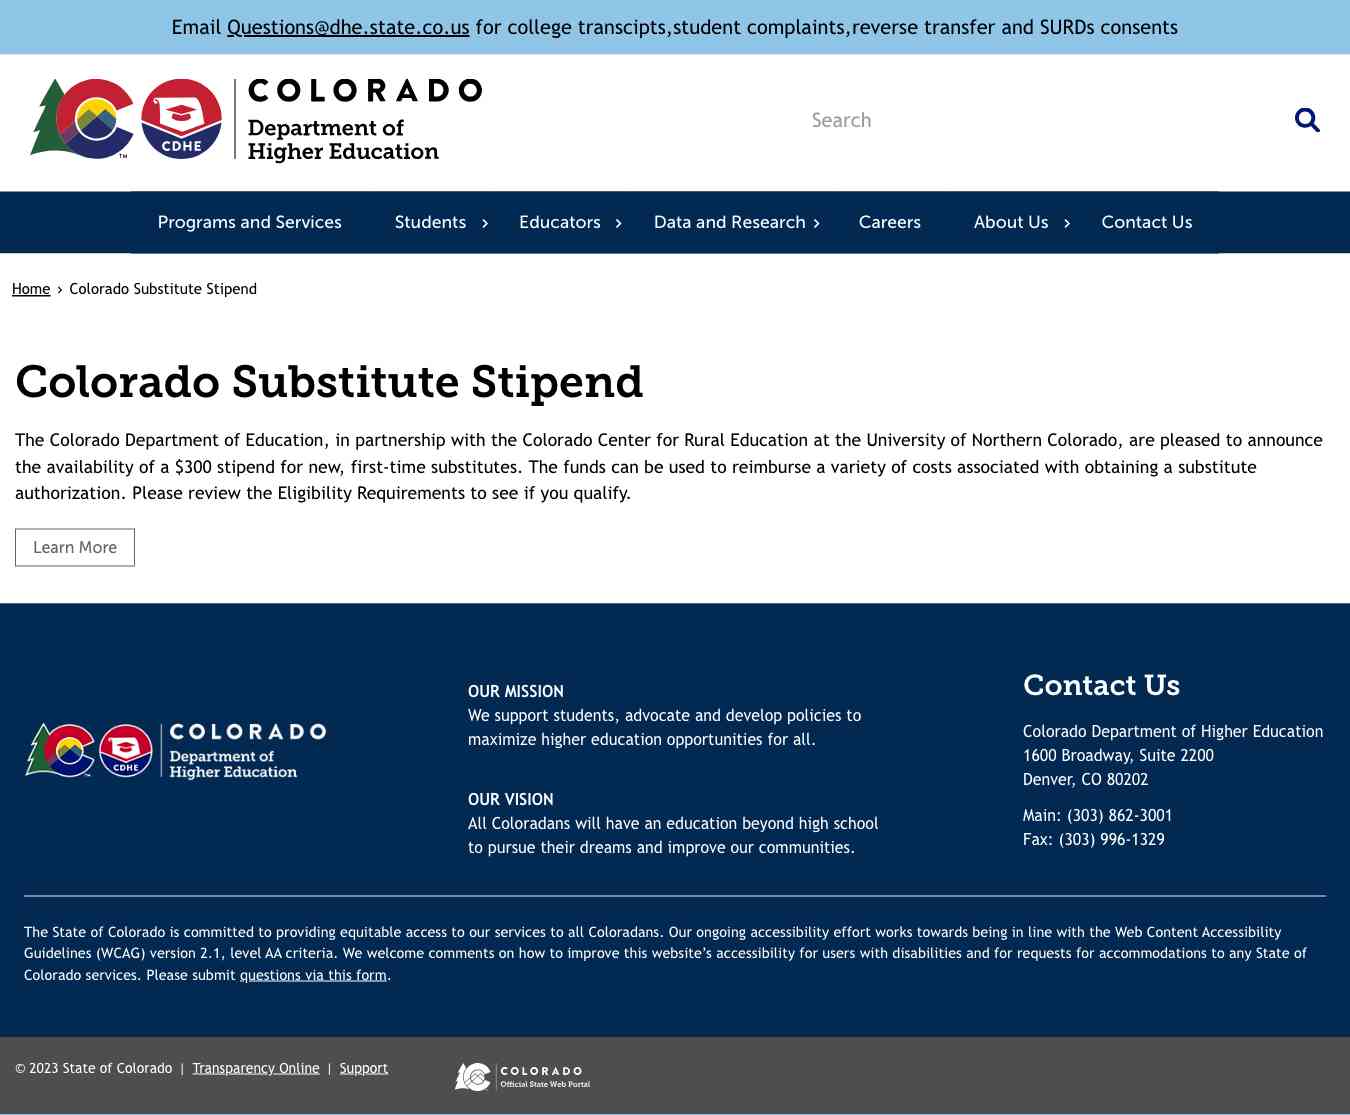 Email Questions@dhe.state.co.us for college transcipts,student complaints,reverse transfer and SURDs consents
COLORADO
Department of
Higher Education
CDHE
TM
Search
Programs and Services
Students
Educators
Data and Research
Careers
About Us
Contact Us
Home › Colorado Substitute Stipend
Colorado Substitute Stipend
The Colorado Department of Education, in partnership with the Colorado Center for Rural Education at the University of Northern Colorado, are pleased to announce
the availability of a $300 stipend for new, first-time substitutes. The funds can be used to reimburse a variety of costs associated with obtaining a substitute
authorization. Please review the Eligibility Requirements to see if you qualify.
Learn More
COLORADO
Department of
Higher Education
CDHE
OUR MISSION
We support students, advocate and develop policies to
maximize higher education opportunities for all.
OUR VISION
All Coloradans will have an education beyond high school
to pursue their dreams and improve our communities.
Contact Us
Colorado Department of Higher Education
1600 Broadway, Suite 2200
Denver, CO 80202
Main: (303) 862-3001
Fax: (303) 996-1329
The State of Colorado is committed to providing equitable access to our services to all Coloradans. Our ongoing accessibility effort works towards being in line with the Web Content Accessibility
Guidelines (WCAG) version 2.1, level AA criteria. We welcome comments on how to improve this website’s accessibility for users with disabilities and for requests for accommodations to any State of
Colorado services. Please submit questions via this form.
© 2023 State of Colorado | Transparency Online | Support
COLORADO
Official State Web Portal